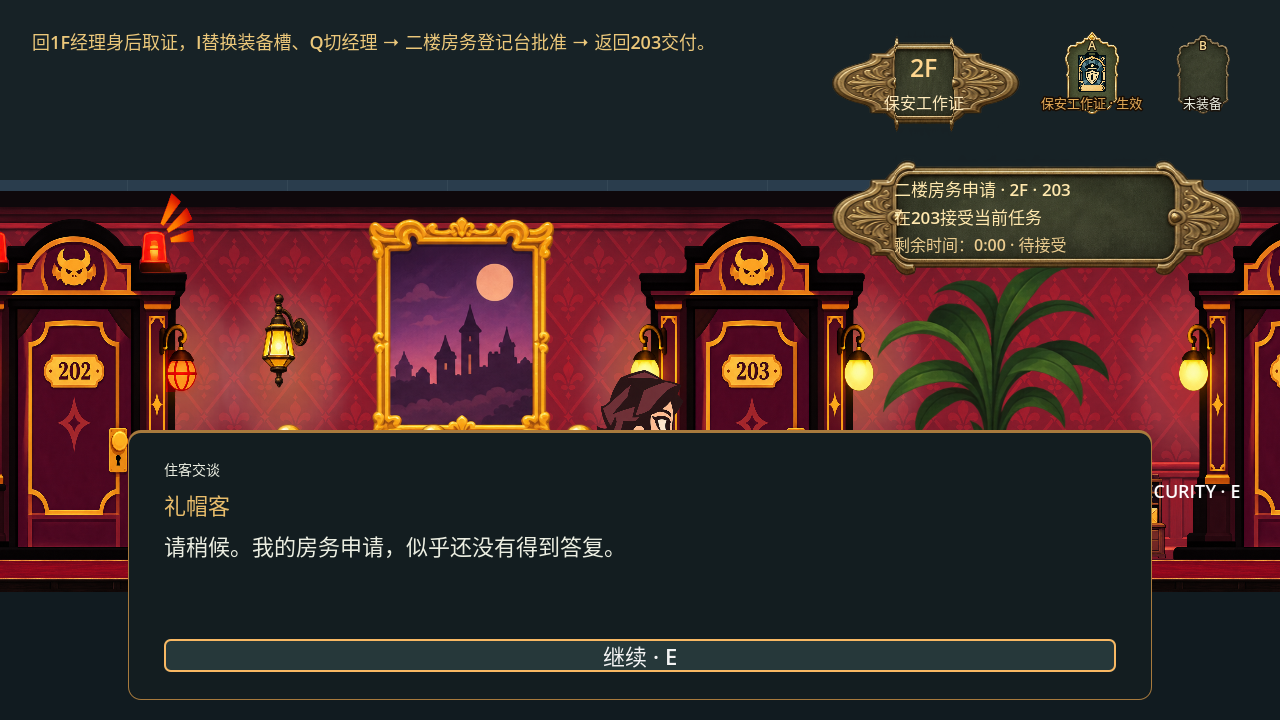 回1F经理身后取证，I替换装备槽、Q切经理 → 二楼房务登记台批准 → 返回203交付。
2F
保安工作证
A
保安工作证·生效
B
未装备
二楼房务申请 · 2F · 203
在203接受当前任务
剩余时间：0:00 · 待接受
202
203
CURITY · E
住客交谈
礼帽客
请稍候。我的房务申请，似乎还没有得到答复。
继续 · E